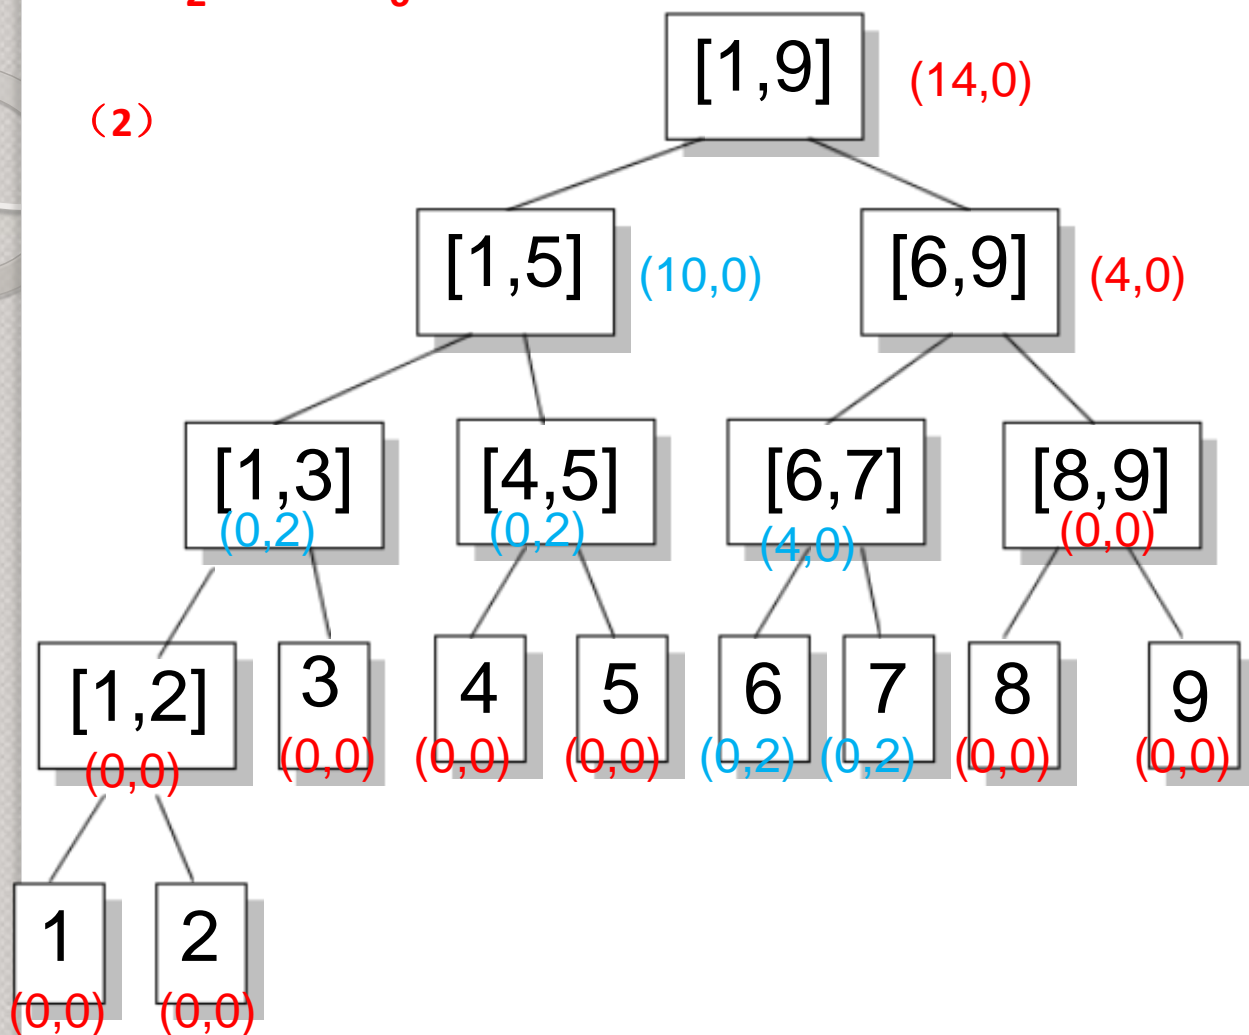 [1,9] (14,0)
(2)
[1,5] (10,0) [6,9] (4,0)
[1,3] [4,5] [6,7] [8,9]
(0,2) (0,2) (4,0) (0,0)
[1,2] 3 4 5 6 7 8 9
(0,0) (0,0) (0,0) (0,0) (0,2) (0,2) (0,0) (0,0)
1 2
(0,0) (0,0)